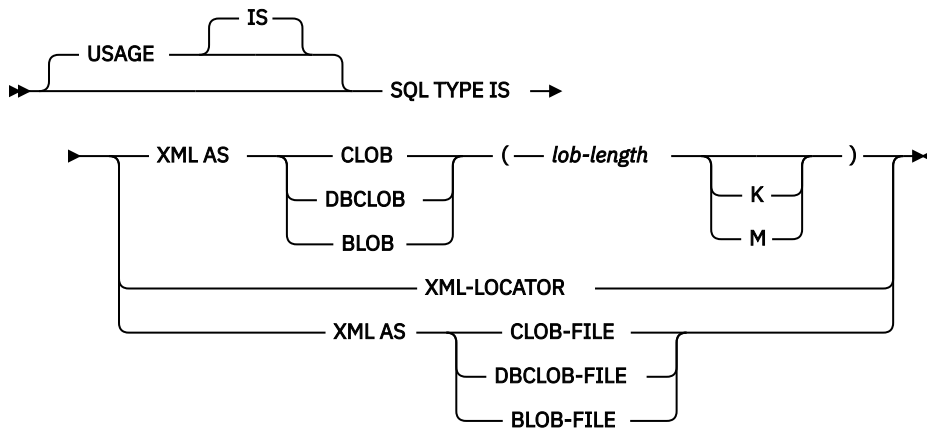 IS
USAGE
SQL TYPE IS
XML AS CLOB ( lob-length )
DBCLOB K
BLOB M
XML-LOCATOR
XML AS CLOB-FILE
DBCLOB-FILE
BLOB-FILE